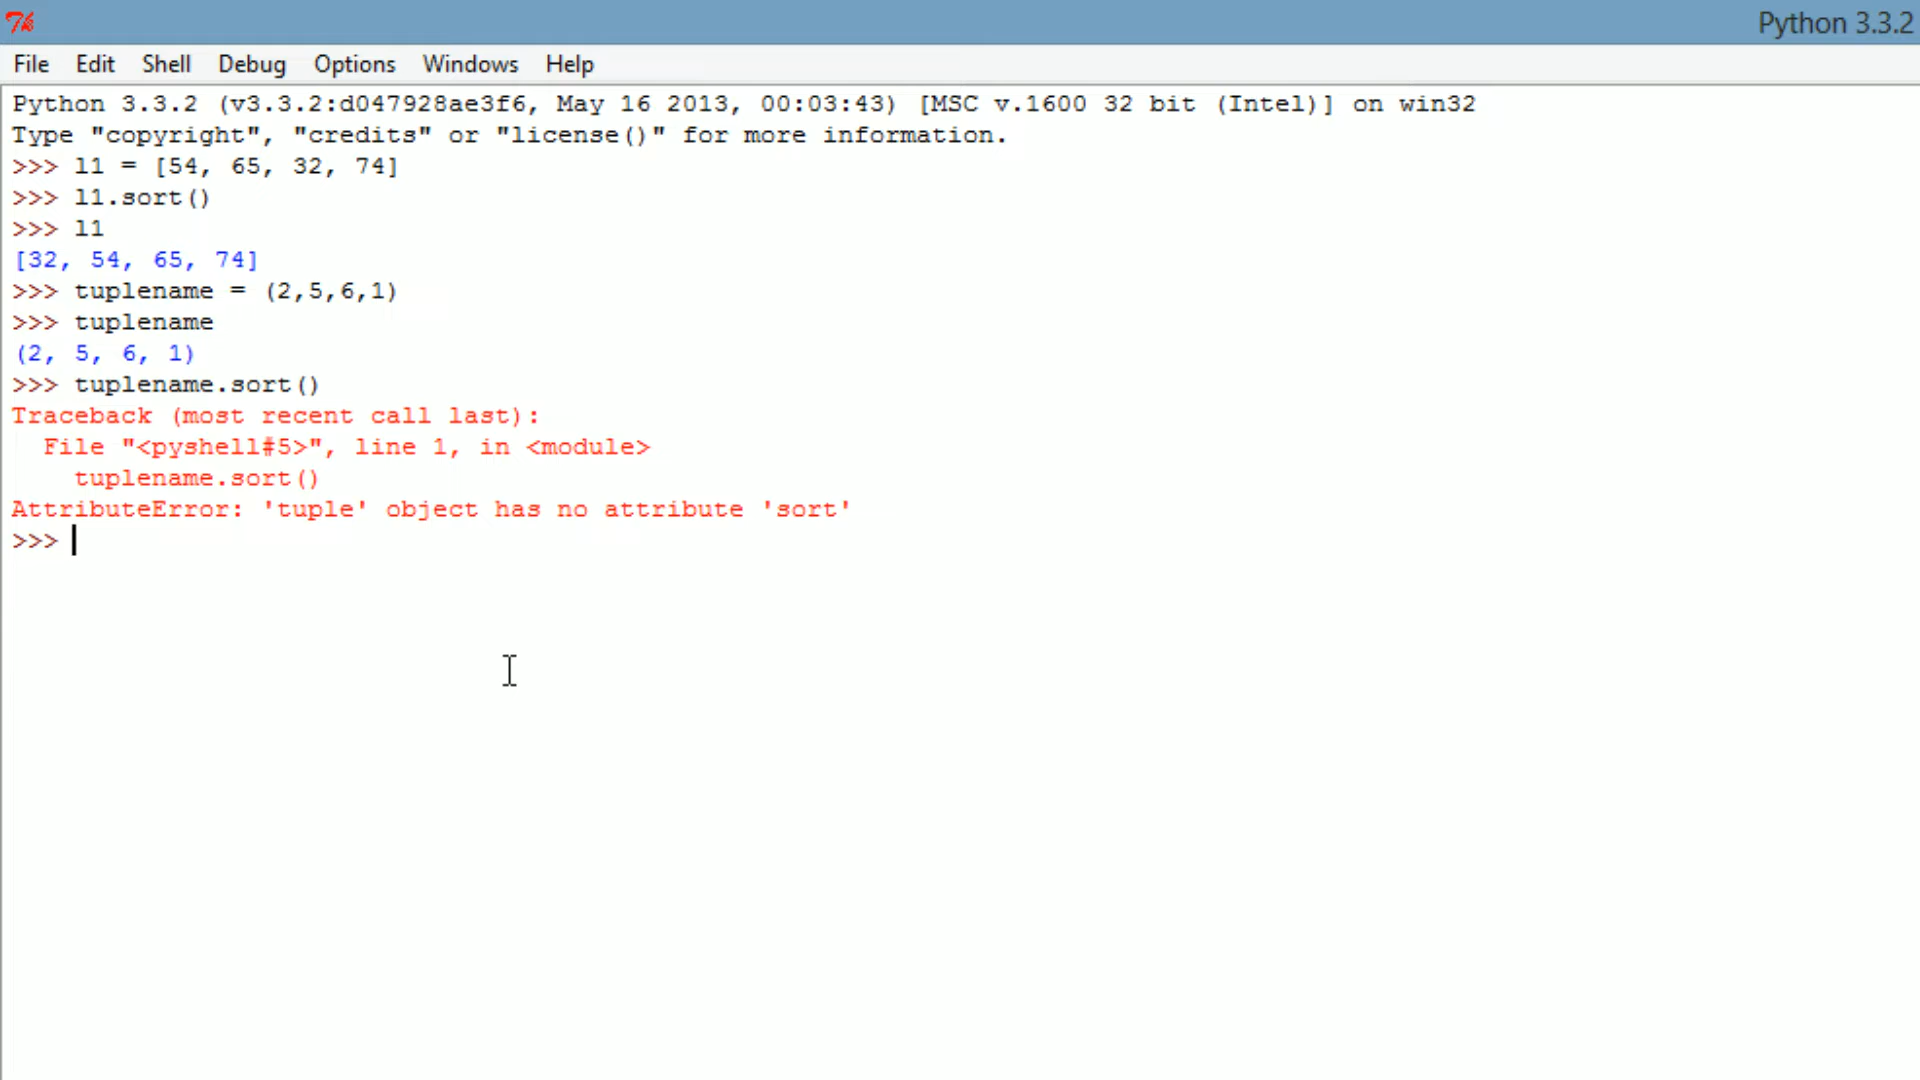 Python 3.3.2
File Edit Shell Debug Options Windows Help
Python 3.3.2 (v3.3.2:d047928ae3f6, May 16 2013, 00:03:43) [MSC v.1600 32 bit (Intel)] on win32
Type "copyright", "credits" or "license()" for more information.
>>> l1 = [54, 65, 32, 74]
>>> l1.sort()
>>> l1
[32, 54, 65, 74]
>>> tuplename = (2,5,6,1)
>>> tuplename
(2, 5, 6, 1)
>>> tuplename.sort()
Traceback (most recent call last):
  File "<pyshell#5>", line 1, in <module>
    tuplename.sort()
AttributeError: 'tuple' object has no attribute 'sort'
>>>